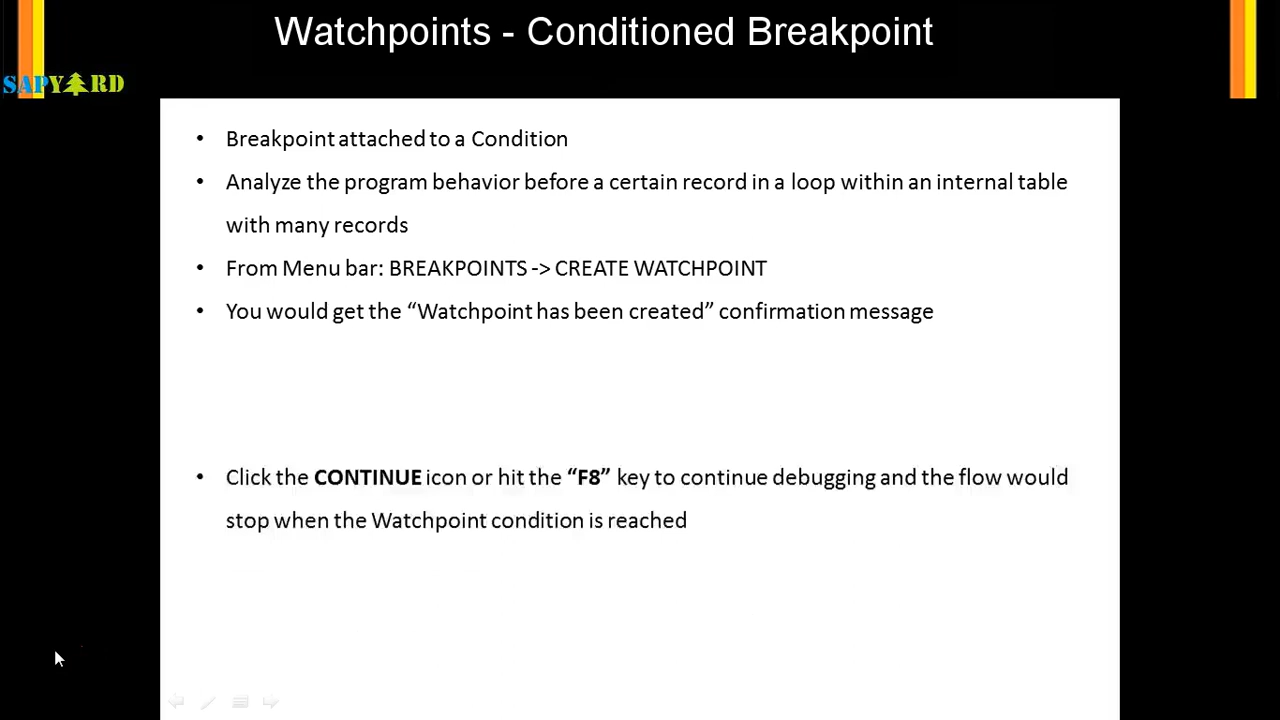 Watchpoints - Conditioned Breakpoint
SAPYARD
• Breakpoint attached to a Condition
• Analyze the program behavior before a certain record in a loop within an internal table
with many records
• From Menu bar: BREAKPOINTS -> CREATE WATCHPOINT
• You would get the “Watchpoint has been created” confirmation message
• Click the CONTINUE icon or hit the “F8” key to continue debugging and the flow would
stop when the Watchpoint condition is reached